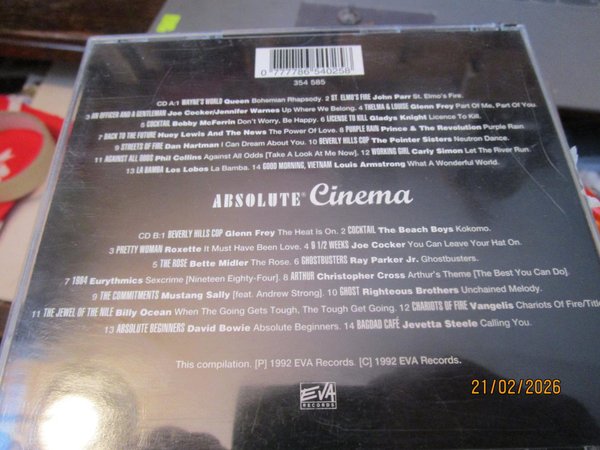 0 777786 540258
354 585
CD A:1 WAYNE'S WORLD Queen Bohemian Rhapsody. 2 ST ELMO'S FIRE John Parr St. Elmo's Fire.
3 AN OFFICER AND A GENTLEMAN Joe Cocker/Jennifer Warnes Up Where We Belong. 4 THELMA & LOUISE Glenn Frey Part Of Me, Part Of You.
5 COCKTAIL Bobby McFerrin Don't Worry, Be Happy. 6 LICENSE TO KILL Gladys Knight Licence To Kill.
7 BACK TO THE FUTURE Huey Lewis And The News The Power Of Love. 8 PURPLE RAIN Prince & The Revolution Purple Rain.
9 STREETS OF FIRE Dan Hartman I Can Dream About You. 10 BEVERLY HILLS COP The Pointer Sisters Neutron Dance.
11 AGAINST ALL ODDS Phil Collins Against All Odds [Take A Look At Me Now]. 12 WORKING GIRL Carly Simon Let The River Run.
13 LA BAMBA Los Lobos La Bamba. 14 GOOD MORNING, VIETNAM Louis Armstrong What A Wonderful World.
ABSOLUTE® Cinema
CD B:1 BEVERLY HILLS COP Glenn Frey The Heat Is On. 2 COCKTAIL The Beach Boys Kokomo.
3 PRETTY WOMAN Roxette It Must Have Been Love. 4 9 1/2 WEEKS Joe Cocker You Can Leave Your Hat On.
5 THE ROSE Bette Midler The Rose. 6 GHOSTBUSTERS Ray Parker Jr. Ghostbusters.
7 1984 Eurythmics Sexcrime [Nineteen Eighty-Four]. 8 ARTHUR Christopher Cross Arthur's Theme [The Best You Can Do].
9 THE COMMITMENTS Mustang Sally [feat. Andrew Strong]. 10 GHOST Righteous Brothers Unchained Melody.
11 THE JEWEL OF THE NILE Billy Ocean When The Going Gets Tough, The Tough Get Going. 12 CHARIOTS OF FIRE Vangelis Chariots Of Fire/Title
13 ABSOLUTE BEGINNERS David Bowie Absolute Beginners. 14 BAGDAD CAFÉ Jevetta Steele Calling You.
This compilation. [P] 1992 EVA Records. [C] 1992 EVA Records.
EVA
RECORDS
21/02/2026